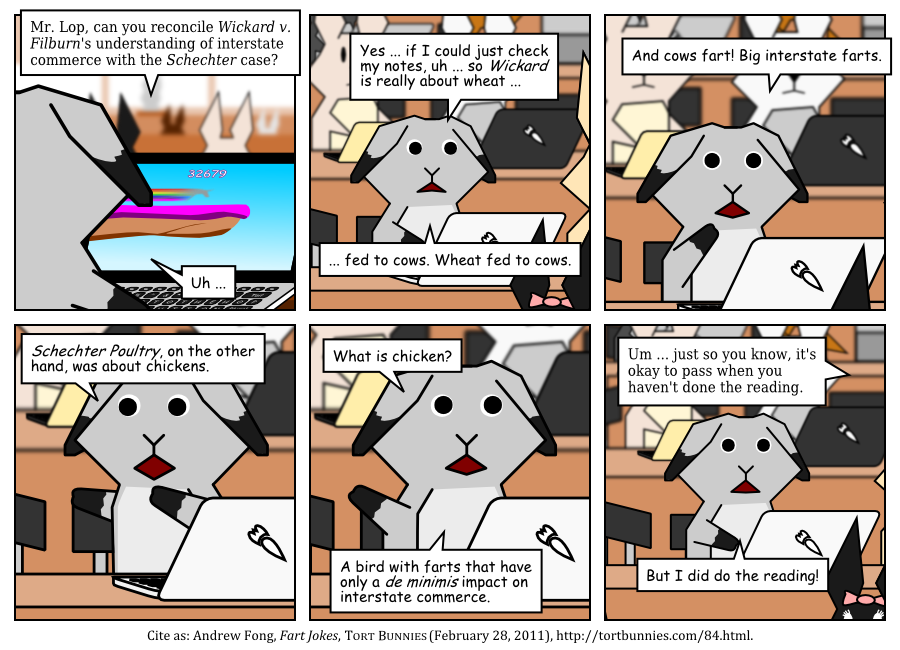 Mr. Lop, can you reconcile Wickard v.
Filburn's understanding of interstate
commerce with the Schechter case?
32679
Uh ...
Yes ... if I could just check
my notes, uh ... so Wickard
is really about wheat ...
... fed to cows. Wheat fed to cows.
And cows fart! Big interstate farts.
Schechter Poultry, on the other
hand, was about chickens.
What is chicken?
A bird with farts that have
only a de minimis impact on
interstate commerce.
Um ... just so you know, it's
okay to pass when you
haven't done the reading.
But I did do the reading!
Cite as: Andrew Fong, Fart Jokes, TORT BUNNIES (February 28, 2011), http://tortbunnies.com/84.html.